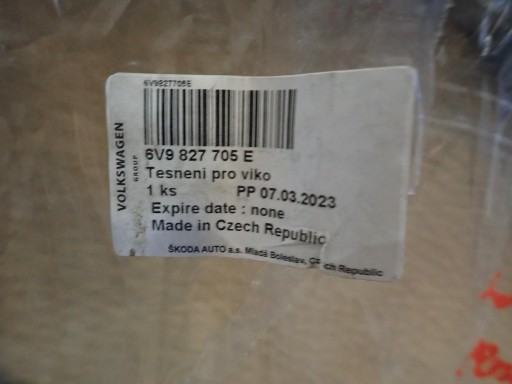 6V9827705E
VOLKSWAGEN
GROUP
6V9 827 705 E
Tesneni pro viko
1 ks PP 07.03.2023
Expire date : none
Made in Czech Republic
ŠKODA AUTO a.s. Mladá Boleslav, Czech Republic